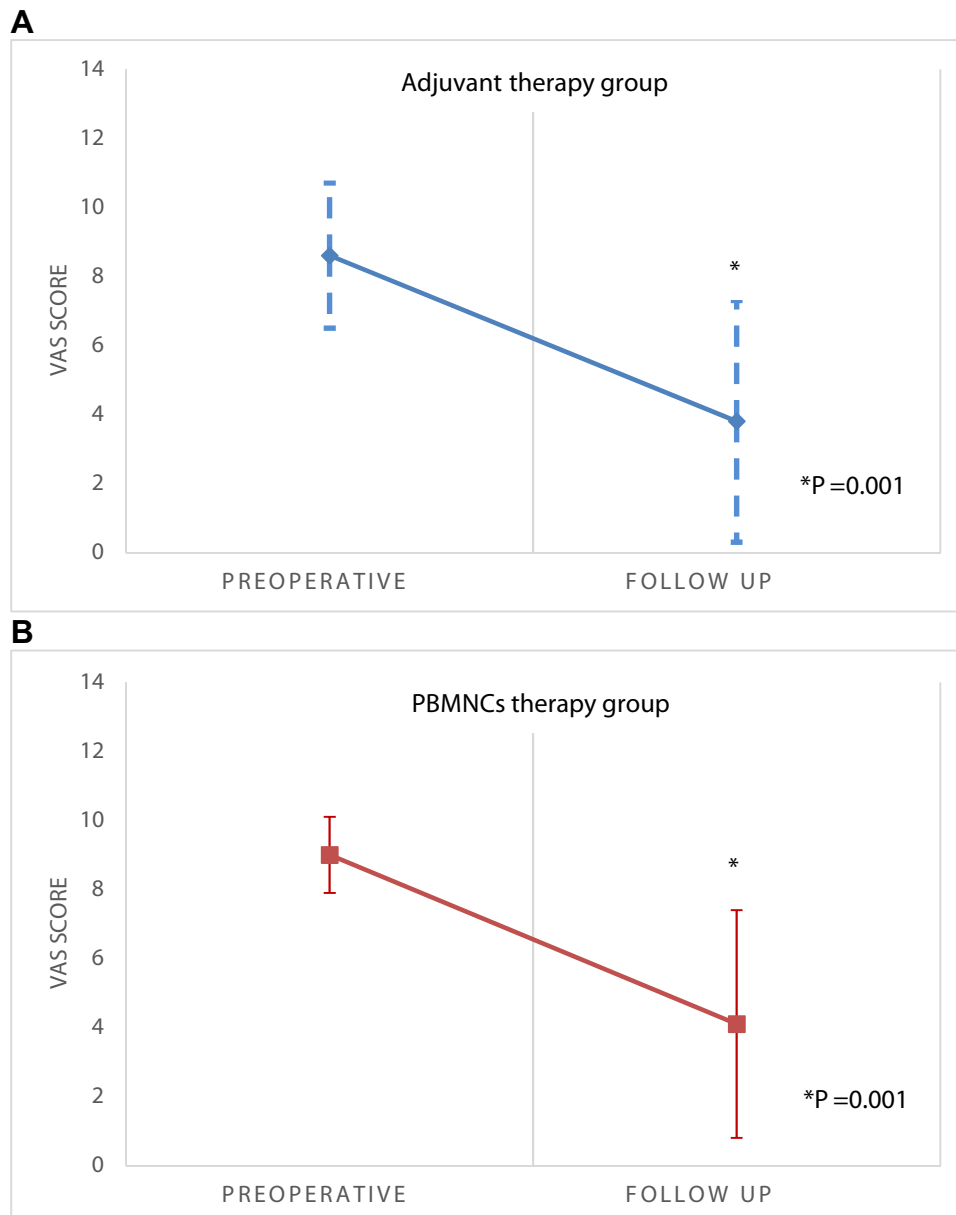 A
Adjuvant therapy group
14
12
10
8
6
4
2
0
VAS SCORE
*
*P =0.001
PREOPERATIVE FOLLOW UP
B
PBMNCs therapy group
14
12
10
8
6
4
2
0
VAS SCORE
*
*P =0.001
PREOPERATIVE FOLLOW UP